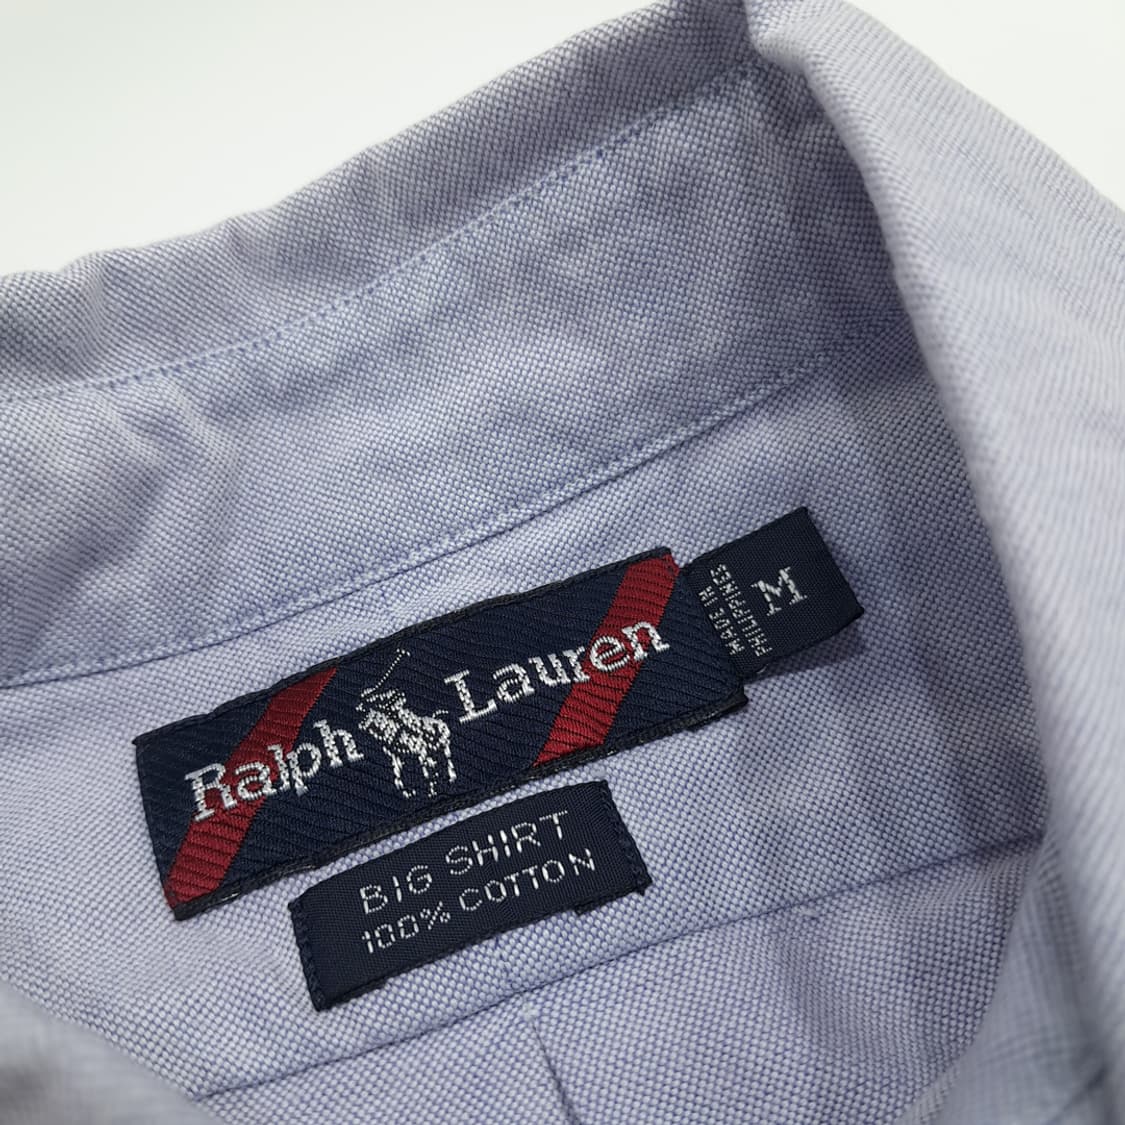 Ralph Lauren
M
MADE IN
PHILIPPINES
BIG SHIRT
100% COTTON